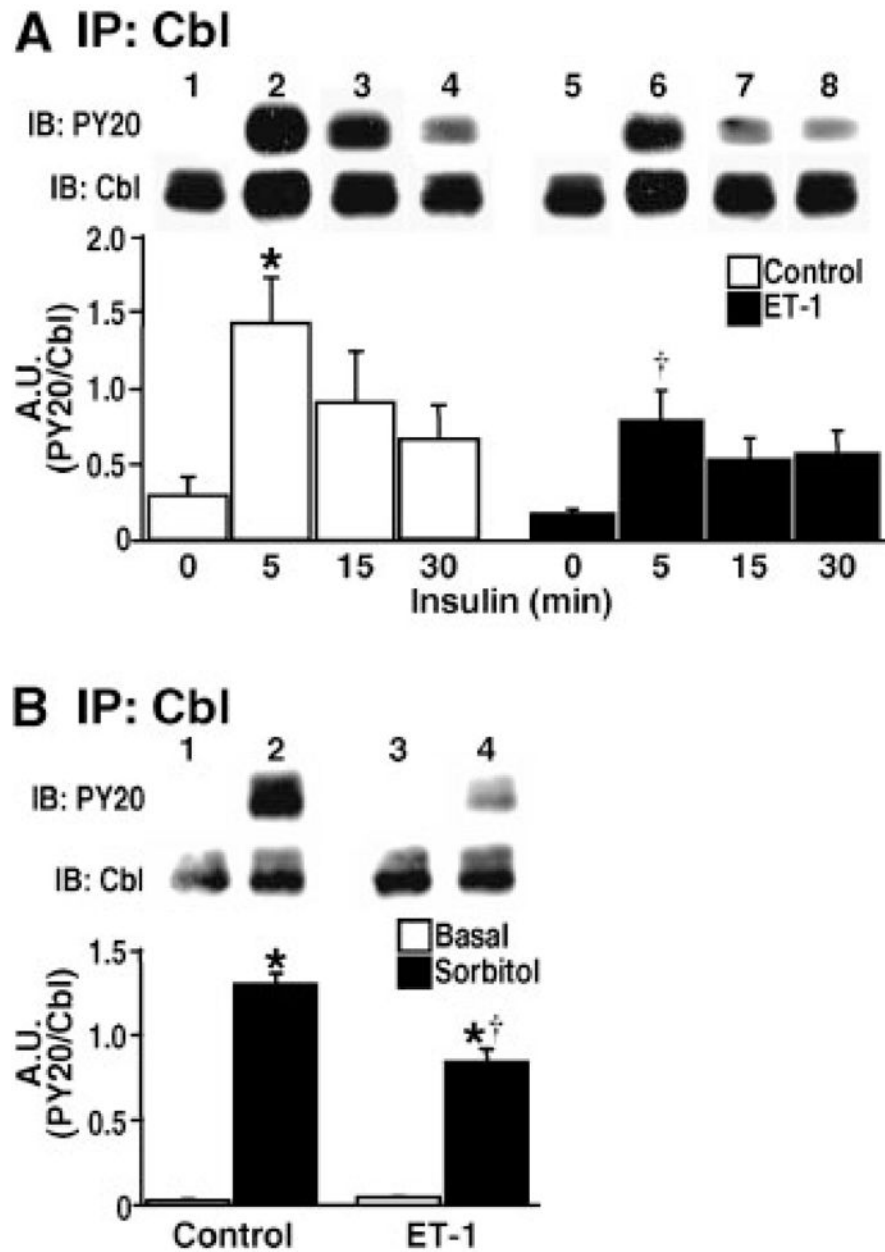 A IP: Cbl
1 2 3 4 5 6 7 8
IB: PY20
IB: Cbl
2.0
1.5
1.0
0.5
0
A.U.
(PY20/Cbl)
*
†
Control
ET-1
0 5 15 30 0 5 15 30
Insulin (min)
B IP: Cbl
1 2 3 4
IB: PY20
IB: Cbl
Basal
Sorbitol
1.5
1.0
0.5
0
A.U.
(PY20/Cbl)
*
*†
Control ET-1